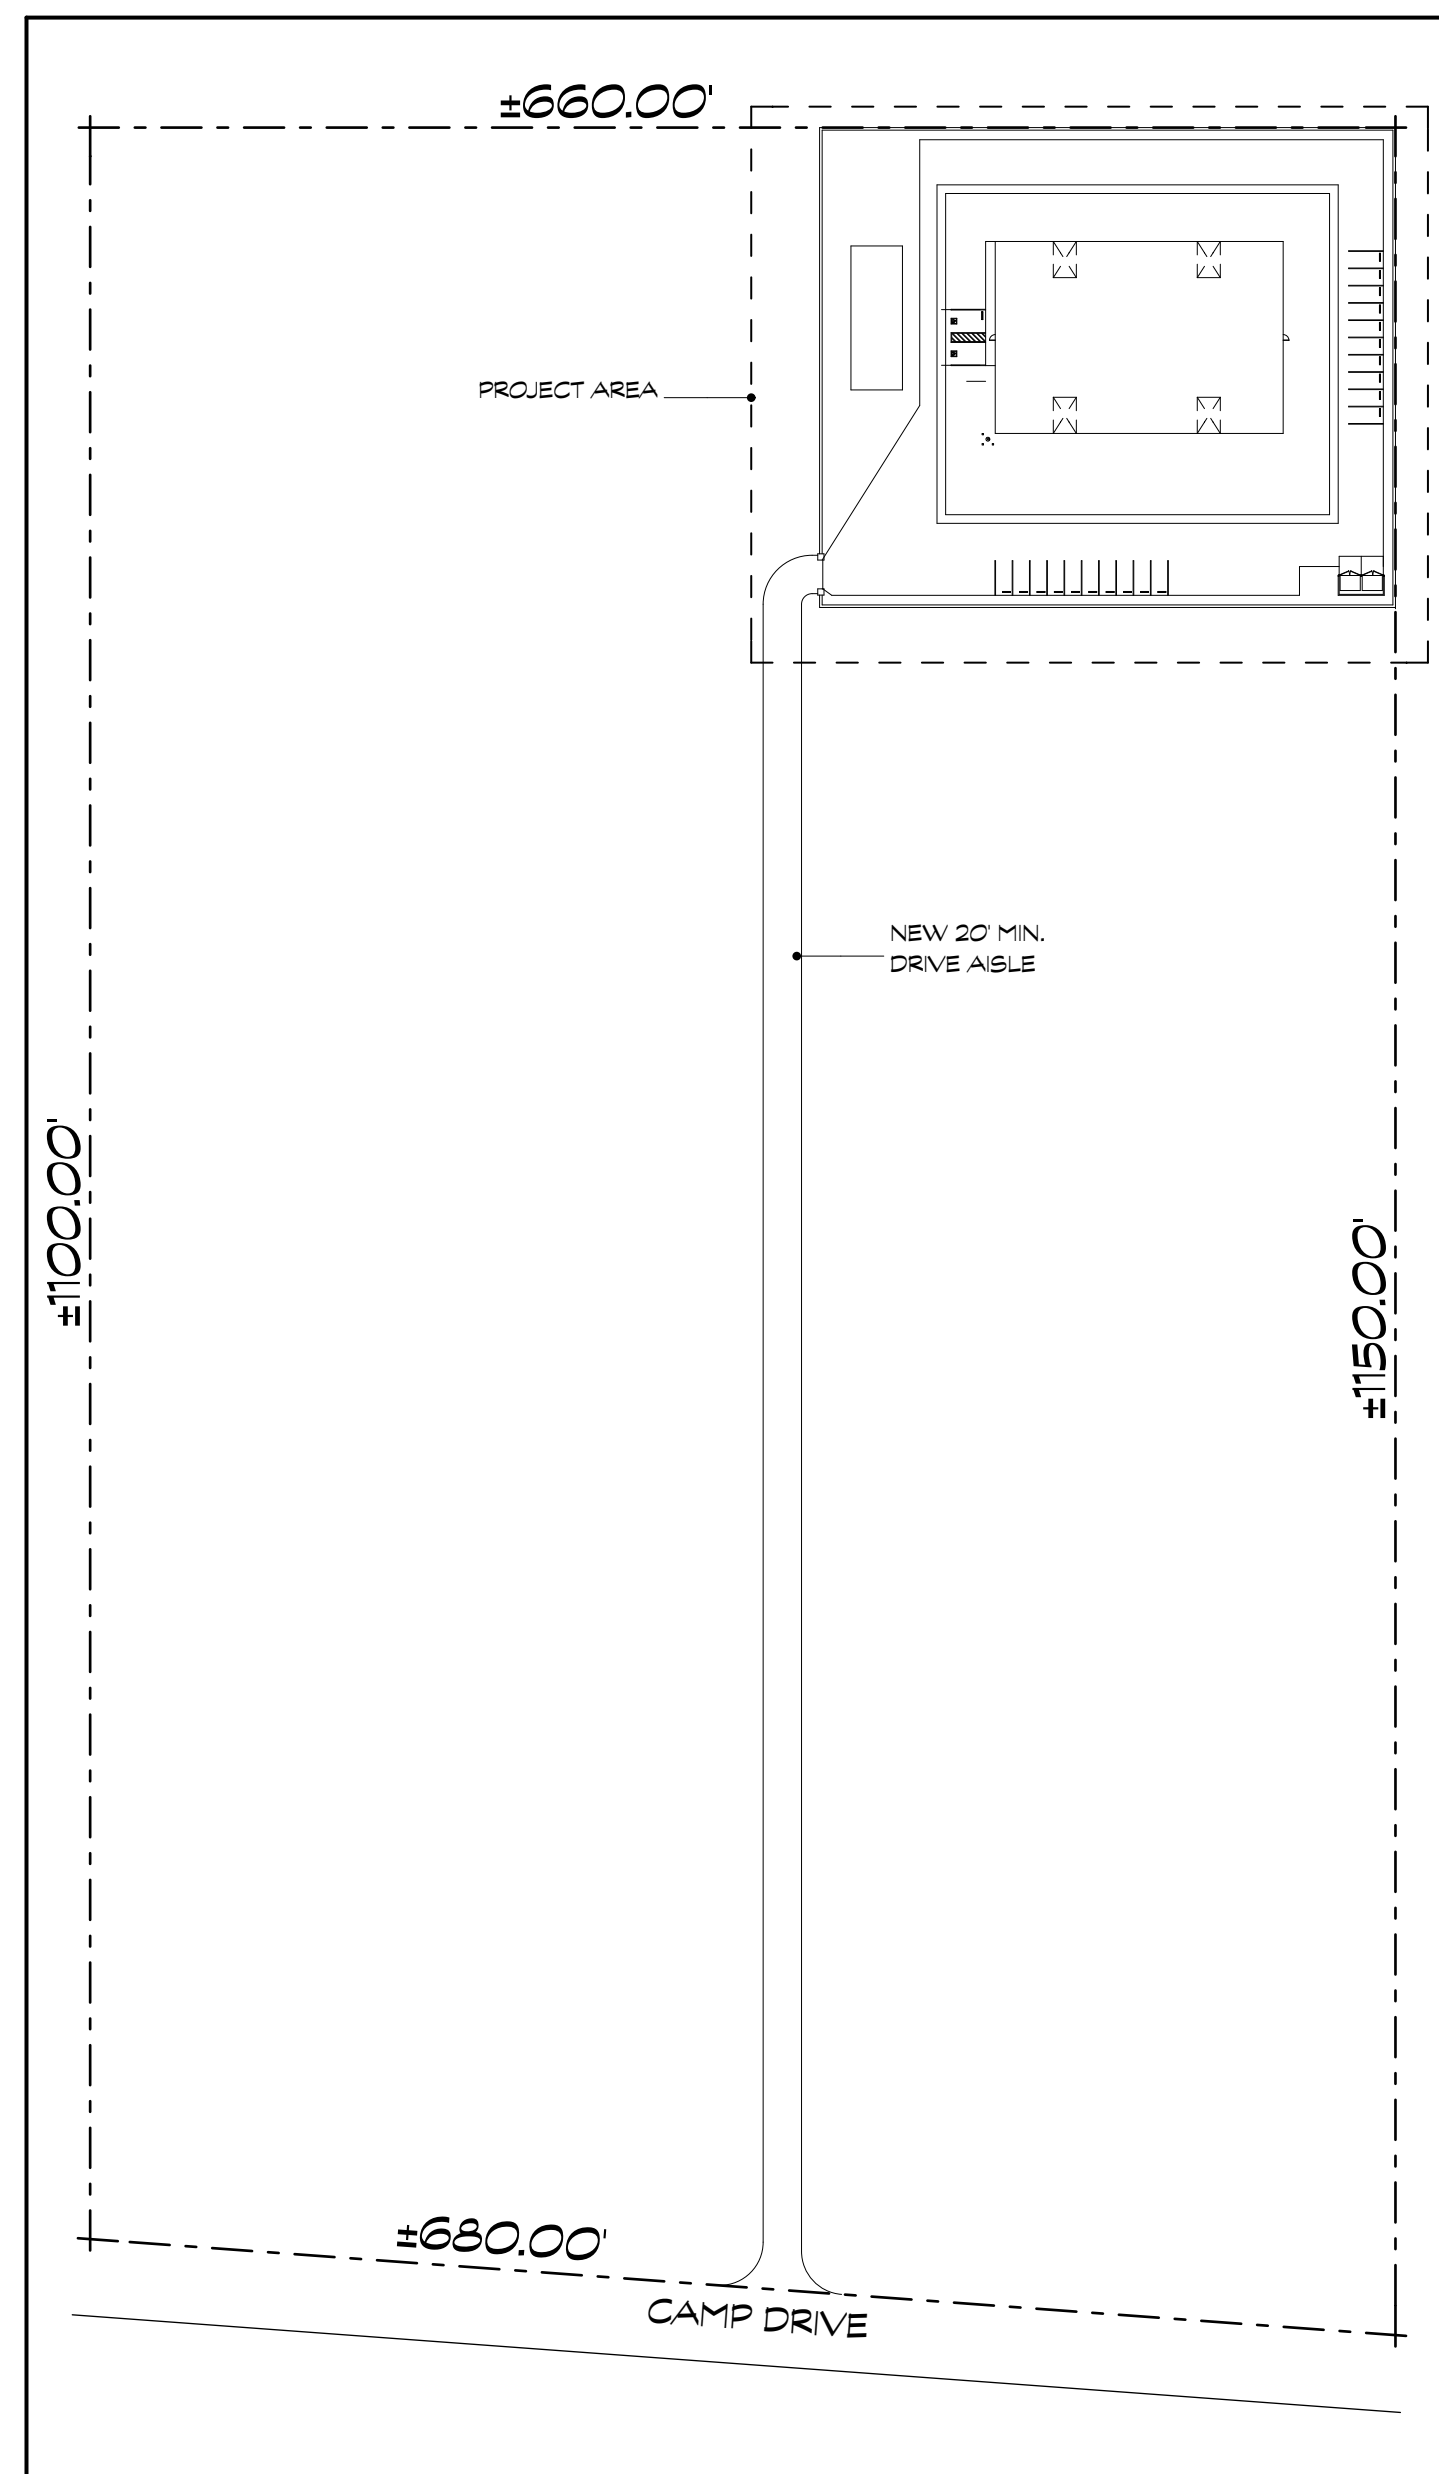 ±660.00'
PROJECT AREA
NEW 20' MIN.
DRIVE AISLE
±1100.00'
±1150.00'
±680.00'
CAMP DRIVE